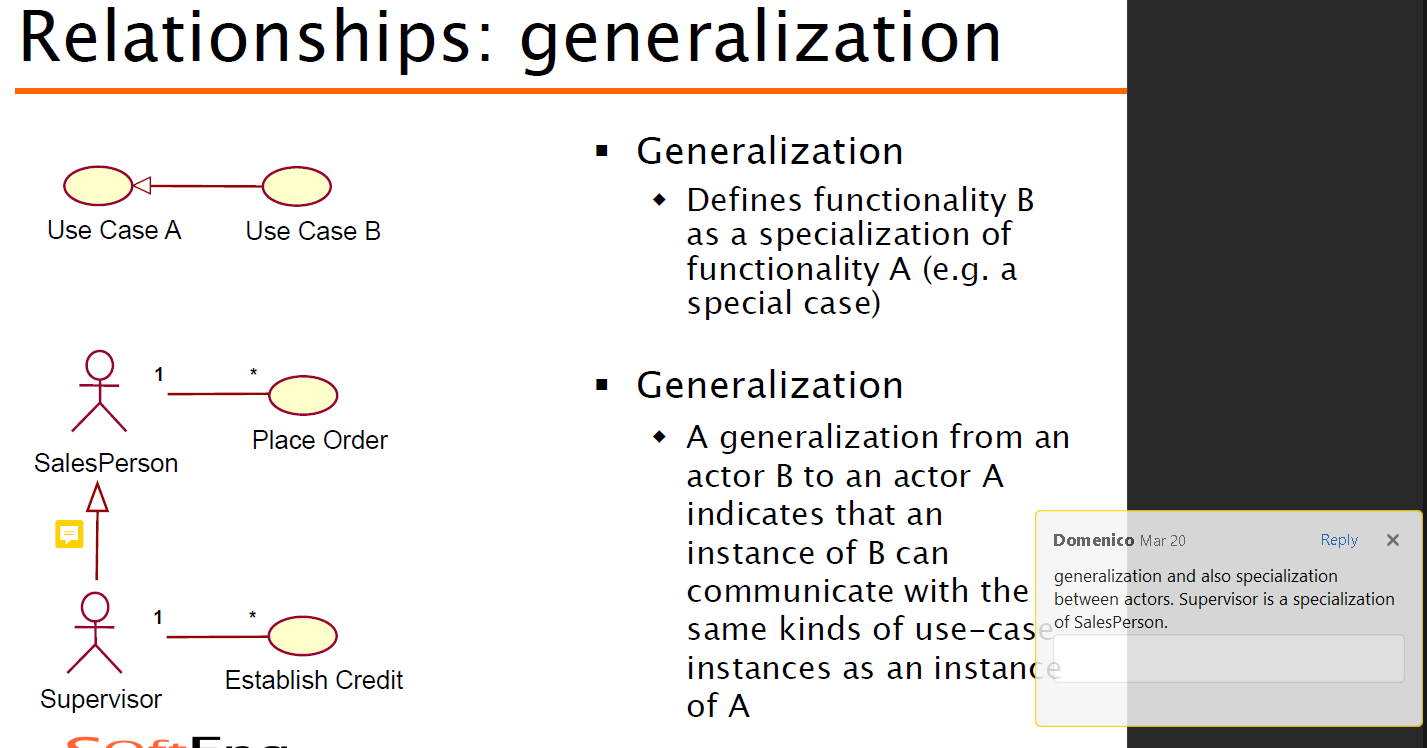 Relationships: generalization
Use Case A
Use Case B
1
*
Place Order
SalesPerson
1
*
Establish Credit
Supervisor
▪ Generalization
◆ Defines functionality B
as a specialization of
functionality A (e.g. a
special case)
▪ Generalization
◆ A generalization from an
actor B to an actor A
indicates that an
instance of B can
communicate with the
same kinds of use-case
instances as an instance
of A
Domenico Mar 20
Reply ✕
generalization and also specialization
between actors. Supervisor is a specialization
of SalesPerson.
SoftEng